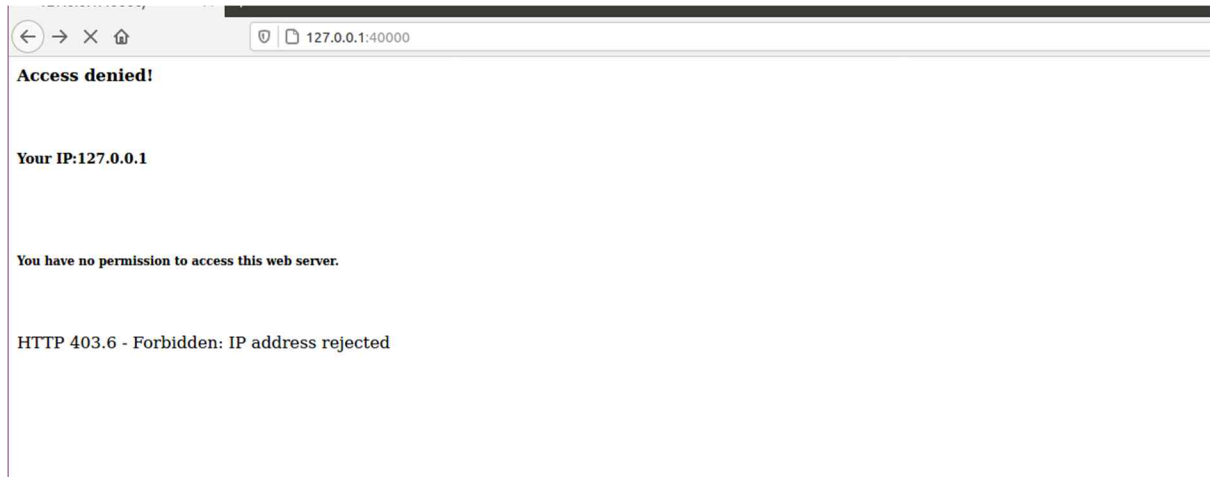 127.0.0.1:40000
Access denied!
Your IP:127.0.0.1
You have no permission to access this web server.
HTTP 403.6 - Forbidden: IP address rejected